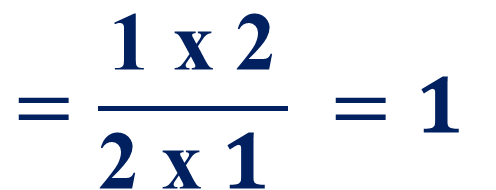 = 1 x 2 / 2 x 1 = 1